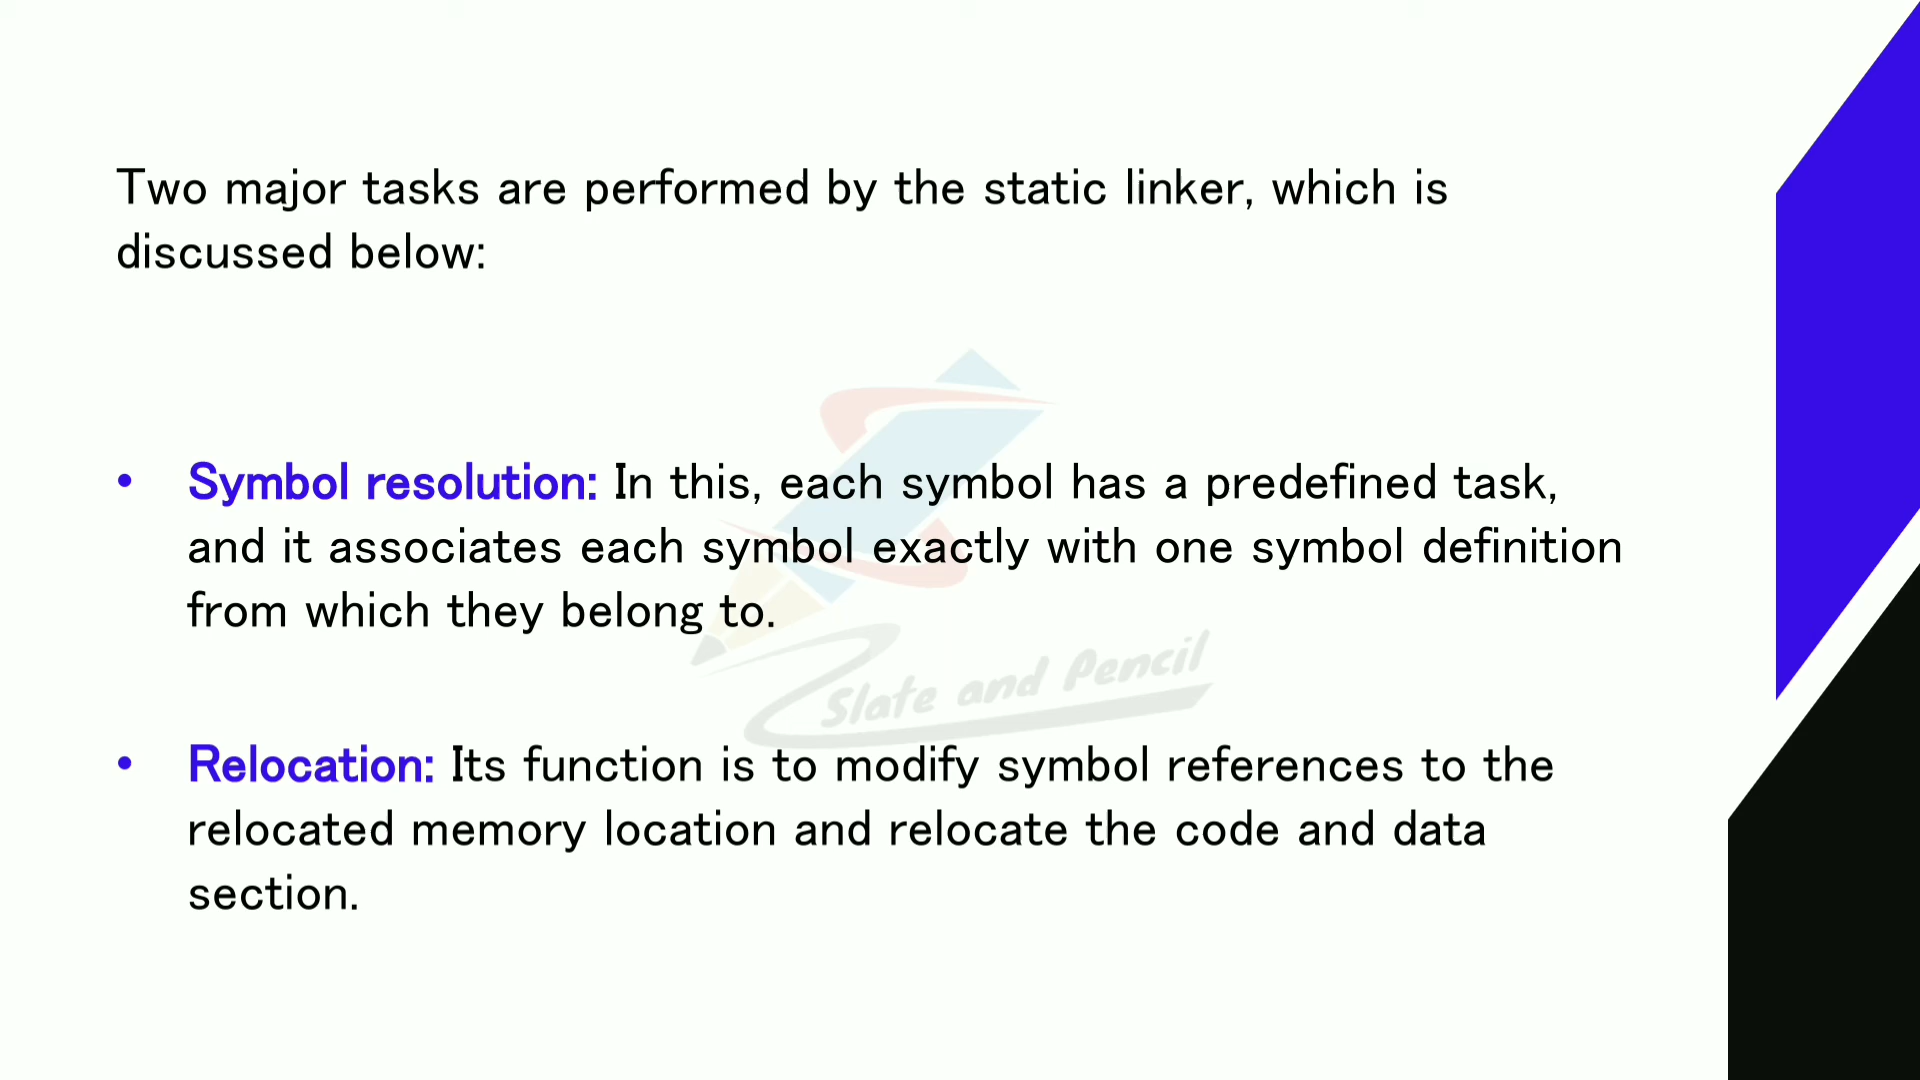 Two major tasks are performed by the static linker, which is
discussed below:
• Symbol resolution: In this, each symbol has a predefined task,
and it associates each symbol exactly with one symbol definition
from which they belong to.
Slate and Pencil
• Relocation: Its function is to modify symbol references to the
relocated memory location and relocate the code and data
section.